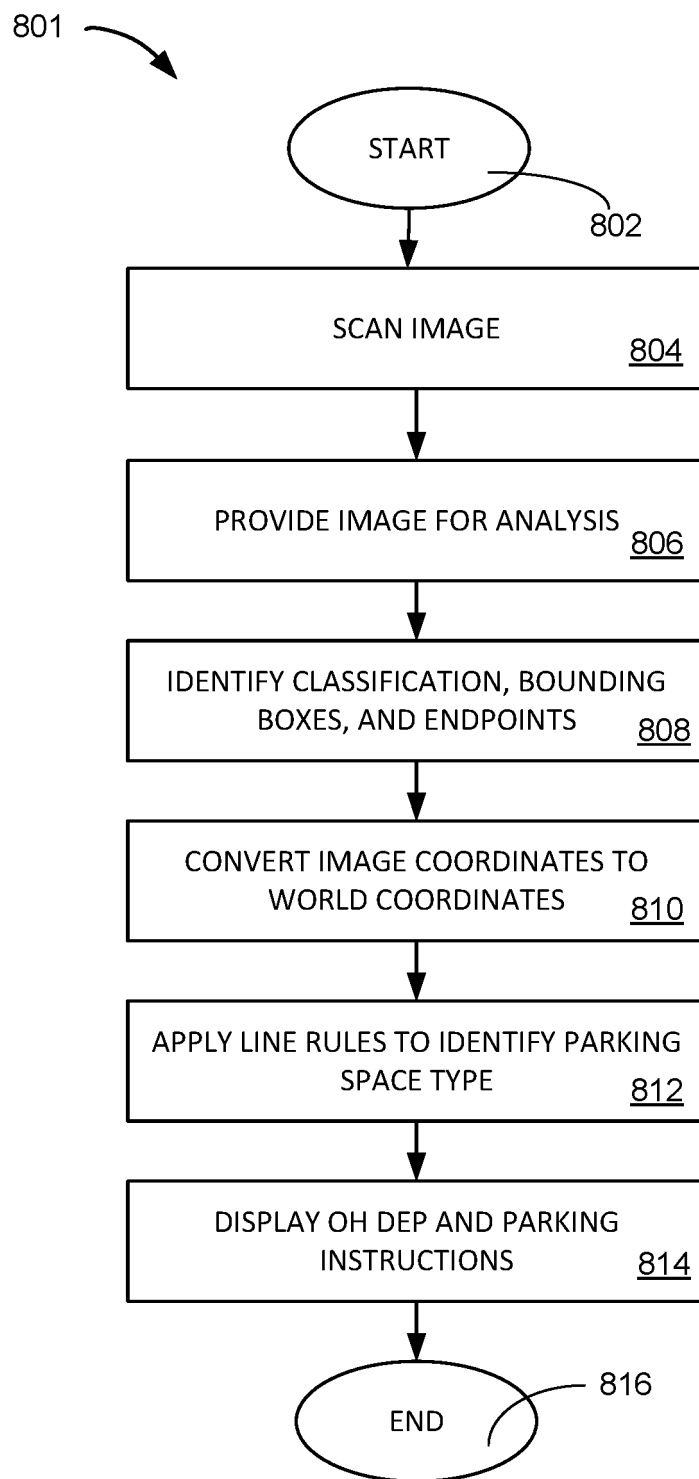 801
START
802
SCAN IMAGE
804
PROVIDE IMAGE FOR ANALYSIS
806
IDENTIFY CLASSIFICATION, BOUNDING
BOXES, AND ENDPOINTS
808
CONVERT IMAGE COORDINATES TO
WORLD COORDINATES
810
APPLY LINE RULES TO IDENTIFY PARKING
SPACE TYPE
812
DISPLAY OH DEP AND PARKING
INSTRUCTIONS
814
END
816